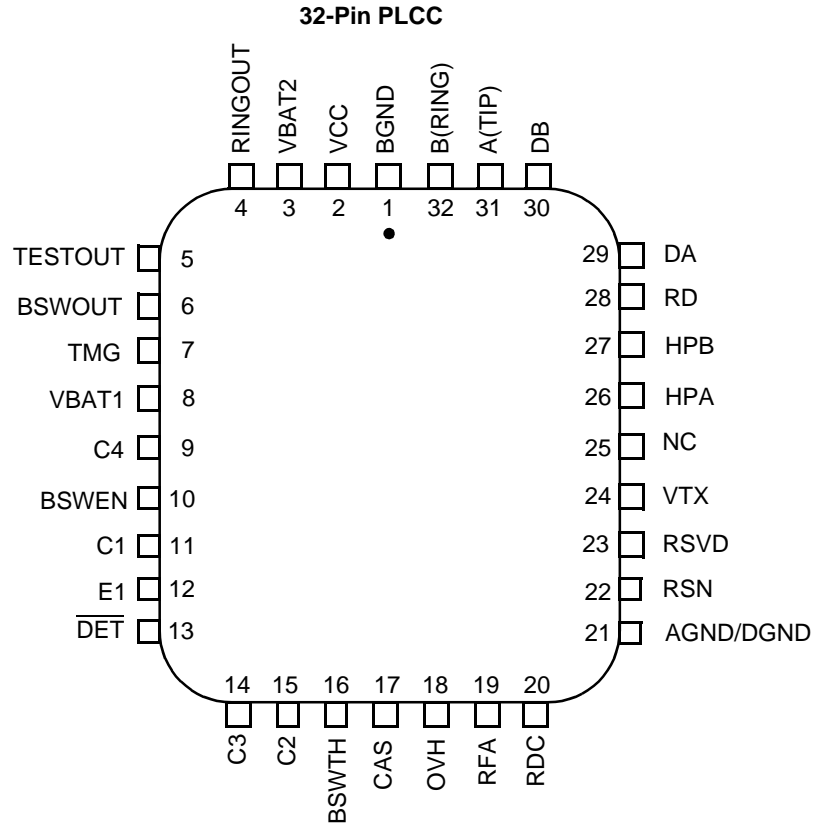 32-Pin PLCC
RINGOUT
VBAT2
VCC
BGND
B(RING)
A(TIP)
DB
4
3
2
1
32
31
30
TESTOUT 5
BSWOUT 6
TMG 7
VBAT1 8
C4 9
BSWEN 10
C1 11
E1 12
DET 13
29 DA
28 RD
27 HPB
26 HPA
25 NC
24 VTX
23 RSVD
22 RSN
21 AGND/DGND
14
15
16
17
18
19
20
C3
C2
BSWTH
CAS
OVH
RFA
RDC